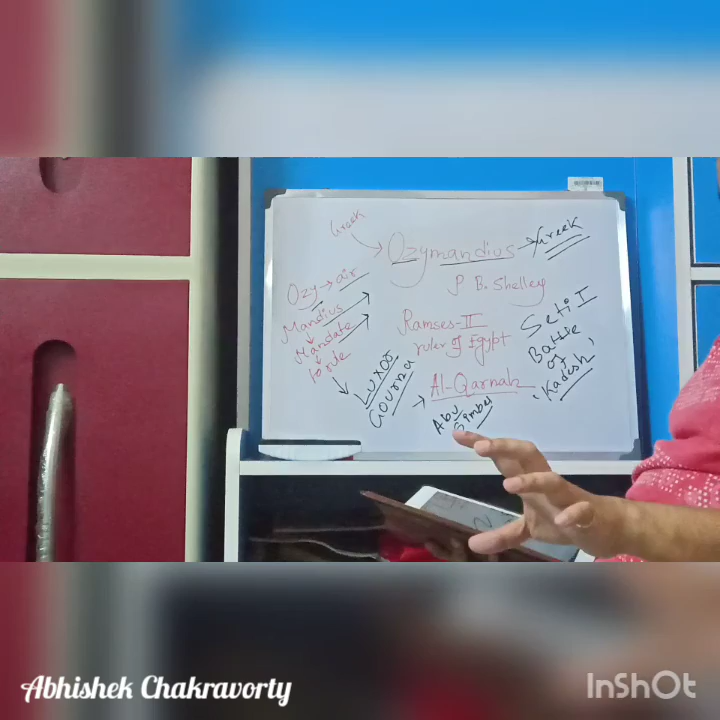 Greek
Ozymandius → Greek
P B. Shelley
Ozy → air
Mandius
Mandate
to rule
Ramses-II
ruler of Egypt
Seti I
Battle
of
'Kadesh'
Luxor
Gourna
→ Al-Qarnah
Abu
Simbel
Abhishek Chakravorty
InShOt